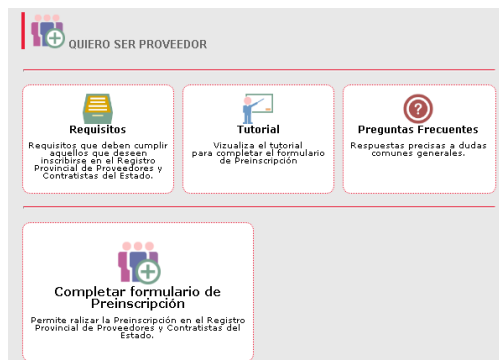 QUIERO SER PROVEEDOR
Requisitos
Requisitos que deben cumplir
aquellos que deseen
inscribirse en el Registro
Provincial de Proveedores y
Contratistas del Estado.
Tutorial
Vizualiza el tutorial
para completar el formulario
de Preinscripción
Preguntas Frecuentes
Respuestas precisas a dudas
comunes generales.
Completar formulario de
Preinscripción
Permite ralizar la Preinscripción en el Registro
Provincial de Proveedores y Contratistas del
Estado.